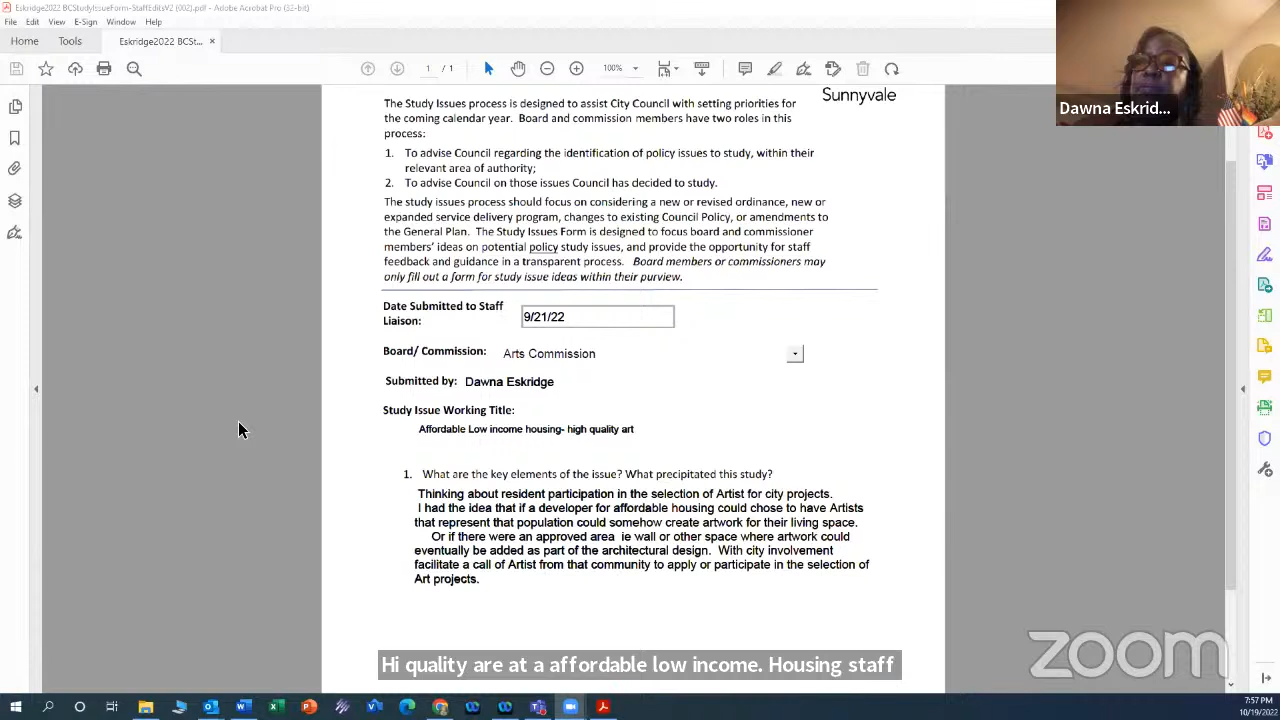 Eskridge2022 BCStudyIssueForm-StaffEditsV2 (002).pdf - Adobe Acrobat Pro (32-bit)
File Edit View E-Sign Window Help
Home Tools Eskridge2022 BCSt... ×
1 / 1 100%
Dawna Eskrid...
Sunnyvale
The Study Issues process is designed to assist City Council with setting priorities for
the coming calendar year. Board and commission members have two roles in this
process:
1. To advise Council regarding the identification of policy issues to study, within their
relevant area of authority;
2. To advise Council on those issues Council has decided to study.
The study issues process should focus on considering a new or revised ordinance, new or
expanded service delivery program, changes to existing Council Policy, or amendments to
the General Plan. The Study Issues Form is designed to focus board and commissioner
members' ideas on potential policy study issues, and provide the opportunity for staff
feedback and guidance in a transparent process. Board members or commissioners may
only fill out a form for study issue ideas within their purview.
Date Submitted to Staff
Liaison: 9/21/22
Board/ Commission: Arts Commission
Submitted by: Dawna Eskridge
Study Issue Working Title:
Affordable Low income housing- high quality art
1. What are the key elements of the issue? What precipitated this study?
Thinking about resident participation in the selection of Artist for city projects.
I had the idea that if a developer for affordable housing could chose to have Artists
that represent that population could somehow create artwork for their living space.
Or if there were an approved area ie wall or other space where artwork could
eventually be added as part of the architectural design. With city involvement
facilitate a call of Artist from that community to apply or participate in the selection of
Art projects.
Hi quality are at a affordable low income. Housing staff
zoom
7:57 PM
10/19/2022